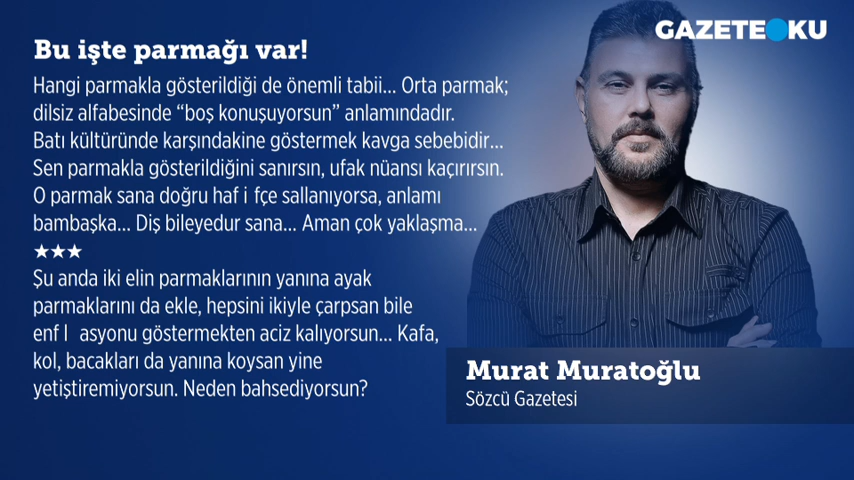 GAZETEOKU
Bu işte parmağı var!
Hangi parmakla gösterildiği de önemli tabii... Orta parmak;
dilsiz alfabesinde “boş konuşuyorsun” anlamındadır.
Batı kültüründe karşındakine göstermek kavga sebebidir...
Sen parmakla gösterildiğini sanırsın, ufak nüansı kaçırırsın.
O parmak sana doğru haf i fçe sallanıyorsa, anlamı
bambaşka... Diş bileyedur sana... Aman çok yaklaşma...
★★★
Şu anda iki elin parmaklarının yanına ayak
parmaklarını da ekle, hepsini ikiyle çarpsan bile
enf l asyonu göstermekten aciz kalıyorsun... Kafa,
kol, bacakları da yanına koysan yine
yetiştiremiyorsun. Neden bahsediyorsun?
Murat Muratoğlu
Sözcü Gazetesi